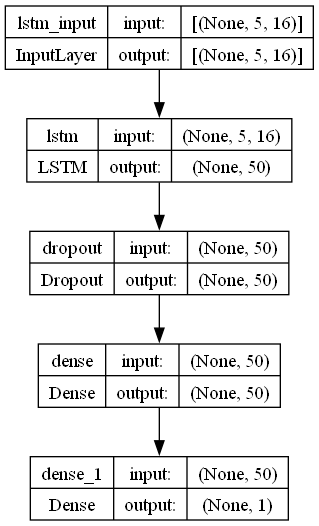 lstm_input input: [(None, 5, 16)]
InputLayer output: [(None, 5, 16)]
lstm input: (None, 5, 16)
LSTM output: (None, 50)
dropout input: (None, 50)
Dropout output: (None, 50)
dense input: (None, 50)
Dense output: (None, 50)
dense_1 input: (None, 50)
Dense output: (None, 1)